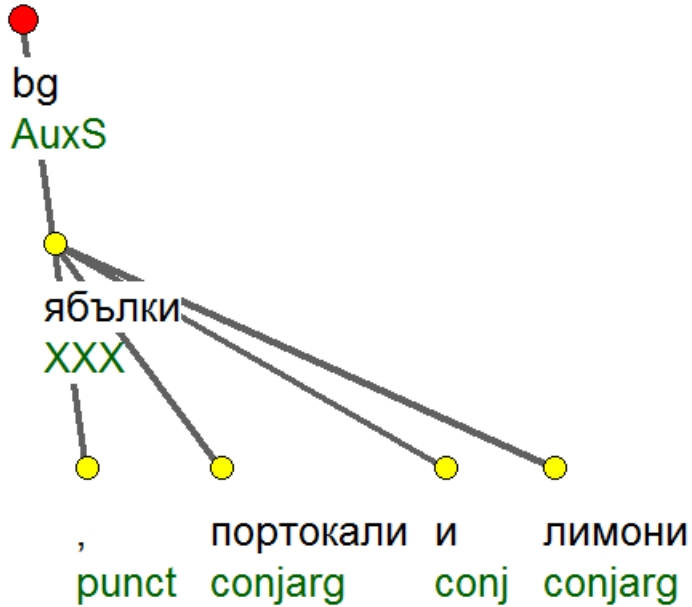 bg
AuxS
ябълки
XXX
, портокали и лимони
punct conjarg conj conjarg